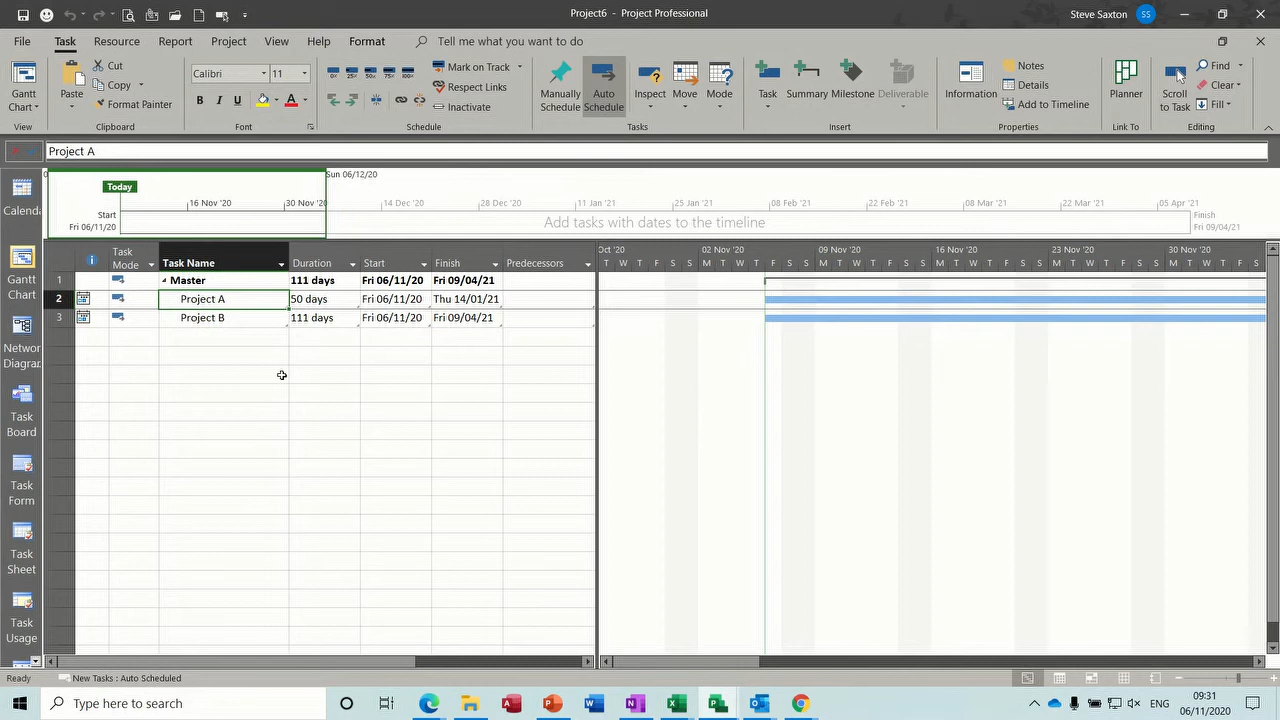 Project6 - Project Professional
Steve Saxton
SS
File
Task
Resource
Report
Project
View
Help
Format
Tell me what you want to do
Gantt
Chart
View
Paste
Cut
Copy
Format Painter
Clipboard
Calibri
11
B
I
U
A
Font
0%
25%
50%
75%
100%
Mark on Track
Respect Links
Inactivate
Schedule
Manually
Schedule
Auto
Schedule
Inspect
Move
Mode
Tasks
Task
Summary
Milestone
Deliverable
Insert
Information
Notes
Details
Add to Timeline
Properties
Planner
Link To
Scroll
to Task
Find
Clear
Fill
Editing
Project A
Sun 06/12/20
Today
16 Nov '20
30 Nov '20
14 Dec '20
28 Dec '20
11 Jan '21
25 Jan '21
08 Feb '21
22 Feb '21
08 Mar '21
22 Mar '21
05 Apr '21
Start
Fri 06/11/20
Add tasks with dates to the timeline
Finish
Fri 09/04/21
Calenda
Gantt
Chart
Networ
Diagrar
Task
Board
Task
Form
Task
Sheet
Task
Usage
Task
Mode
Task Name
Duration
Start
Finish
Predecessors
1
Master
111 days
Fri 06/11/20
Fri 09/04/21
2
Project A
50 days
Fri 06/11/20
Thu 14/01/21
3
Project B
111 days
Fri 06/11/20
Fri 09/04/21
Oct '20
02 Nov '20
09 Nov '20
16 Nov '20
23 Nov '20
30 Nov '20
T W T F S S M T W T F S S M T W T F S S M T W T F S S M T W T F S S M T W T F S
Ready
New Tasks : Auto Scheduled
Type here to search
ENG
09:31
06/11/2020